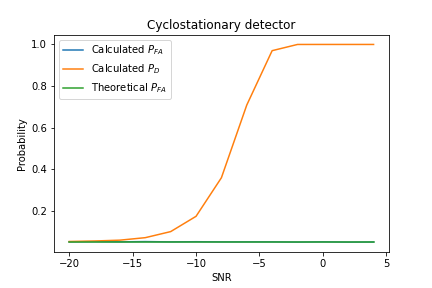 Cyclostationary detector
Calculated P_FA
Calculated P_D
Theoretical P_FA
Probability
1.0
0.8
0.6
0.4
0.2
−20 −15 −10 −5 0 5
SNR